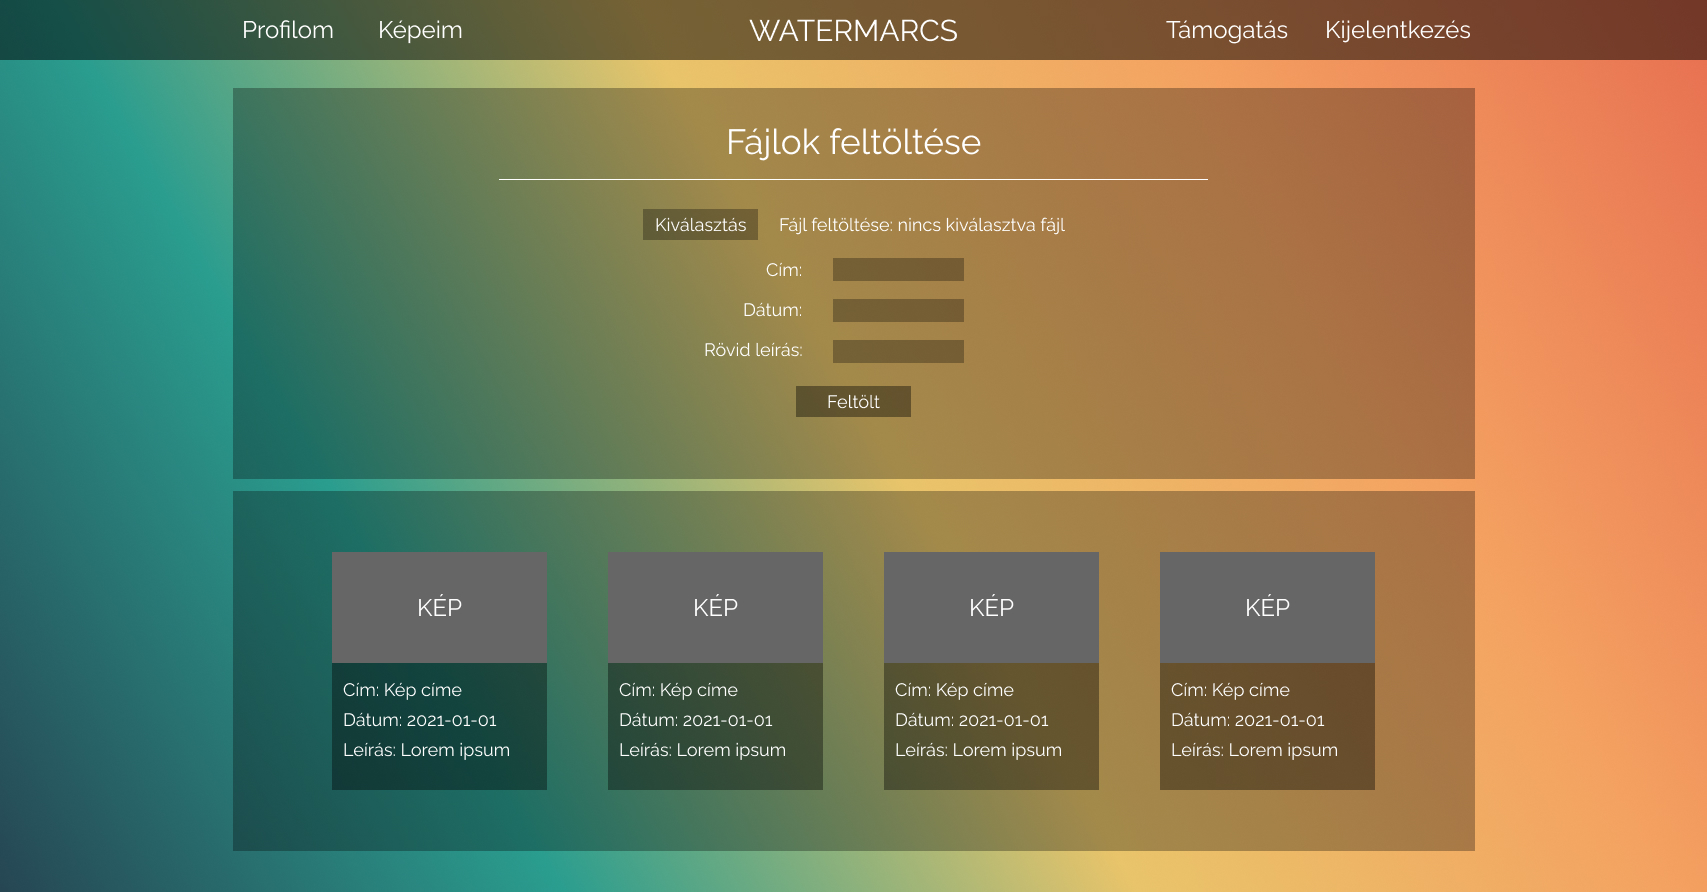 Profilom Képeim WATERMARCS Támogatás Kijelentkezés
Fájlok feltöltése
Kiválasztás Fájl feltöltése: nincs kiválasztva fájl
Cím:
Dátum:
Rövid leírás:
Feltölt
KÉP KÉP KÉP KÉP
Cím: Kép címe Cím: Kép címe Cím: Kép címe Cím: Kép címe
Dátum: 2021-01-01 Dátum: 2021-01-01 Dátum: 2021-01-01 Dátum: 2021-01-01
Leírás: Lorem ipsum Leírás: Lorem ipsum Leírás: Lorem ipsum Leírás: Lorem ipsum